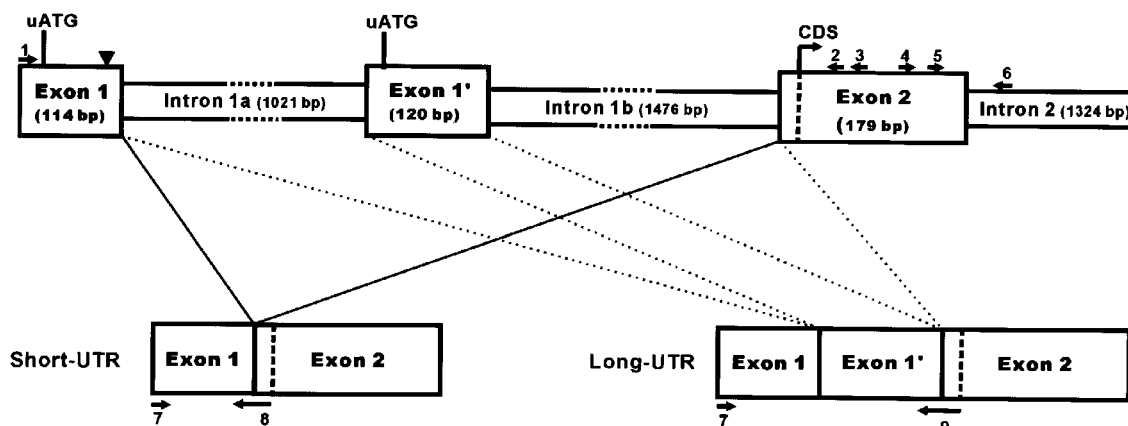 uATG
uATG
CDS
1
2 3 4 5
6
Exon 1
(114 bp)
Intron 1a (1021 bp)
Exon 1'
(120 bp)
Intron 1b (1476 bp)
Exon 2
(179 bp)
Intron 2 (1324 bp)
Short-UTR
Exon 1
Exon 2
7
8
Long-UTR
Exon 1
Exon 1'
Exon 2
7